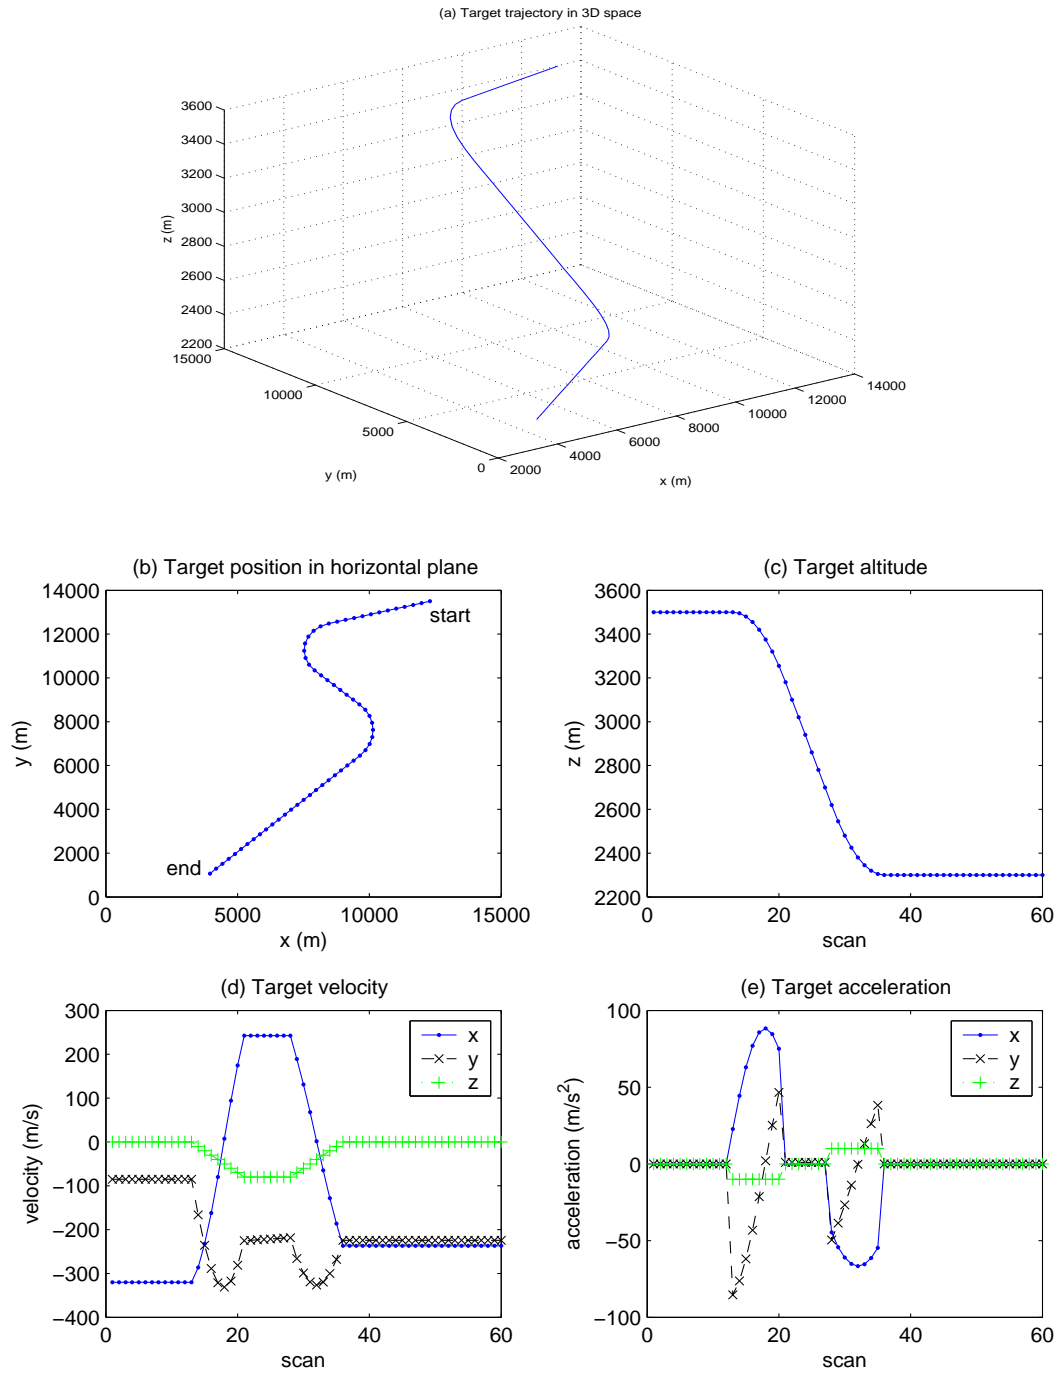 (a) Target trajectory in 3D space
3600
3400
3200
3000
2800
2600
2400
2200
z (m)
15000
10000
5000
0
y (m)
2000
4000
6000
8000
10000
12000
14000
x (m)
(b) Target position in horizontal plane
14000
12000
10000
8000
6000
4000
2000
0
y (m)
start
end
0
5000
10000
15000
x (m)
(c) Target altitude
3600
3400
3200
3000
2800
2600
2400
2200
z (m)
0
20
40
60
scan
(d) Target velocity
300
200
100
0
−100
−200
−300
−400
velocity (m/s)
x
y
z
0
20
40
60
scan
(e) Target acceleration
100
50
0
−50
−100
acceleration (m/s²)
x
y
z
0
20
40
60
scan